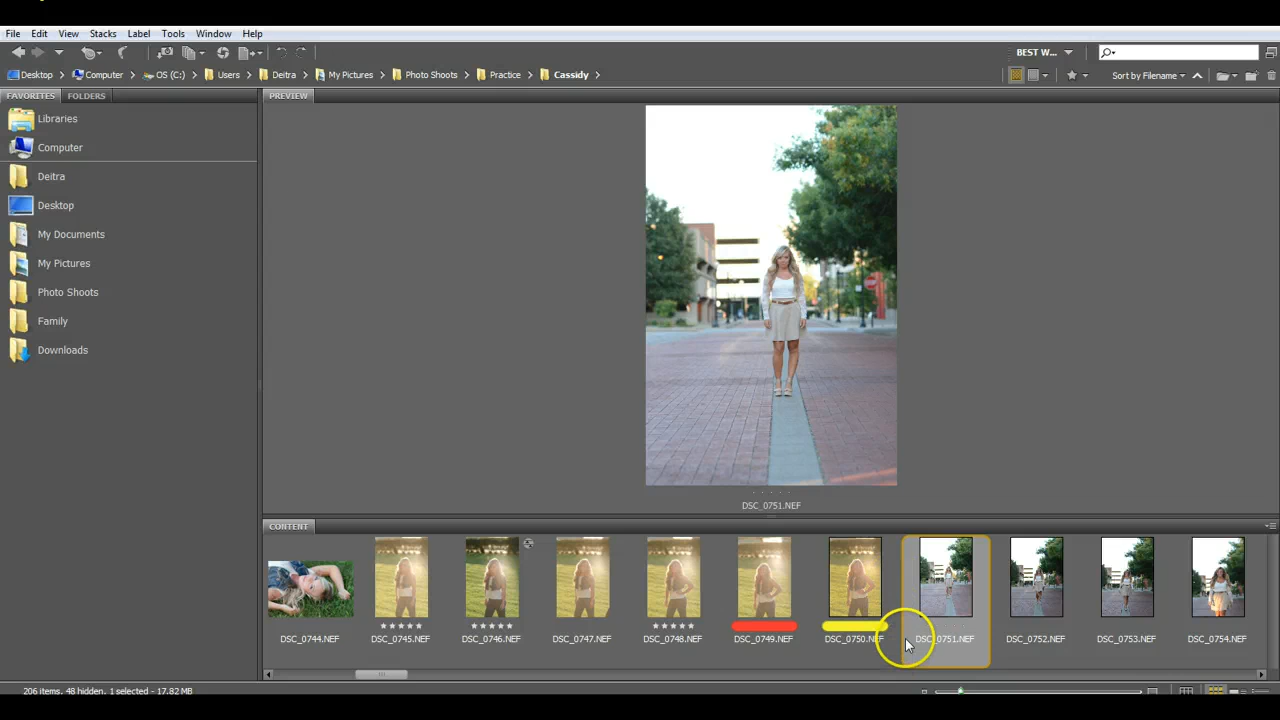 File Edit View Stacks Label Tools Window Help
BEST W...
Desktop Computer OS (C:) Users Deitra My Pictures Photo Shoots Practice Cassidy
Sort by Filename
FAVORITES FOLDERS
PREVIEW
Libraries
Computer
Deitra
Desktop
My Documents
My Pictures
Photo Shoots
Family
Downloads
DSC_0751.NEF
CONTENT
DSC_0744.NEF DSC_0745.NEF DSC_0746.NEF DSC_0747.NEF DSC_0748.NEF DSC_0749.NEF DSC_0750.NEF DSC_0751.NEF DSC_0752.NEF DSC_0753.NEF DSC_0754.NEF
206 items, 48 hidden, 1 selected - 17.82 MB